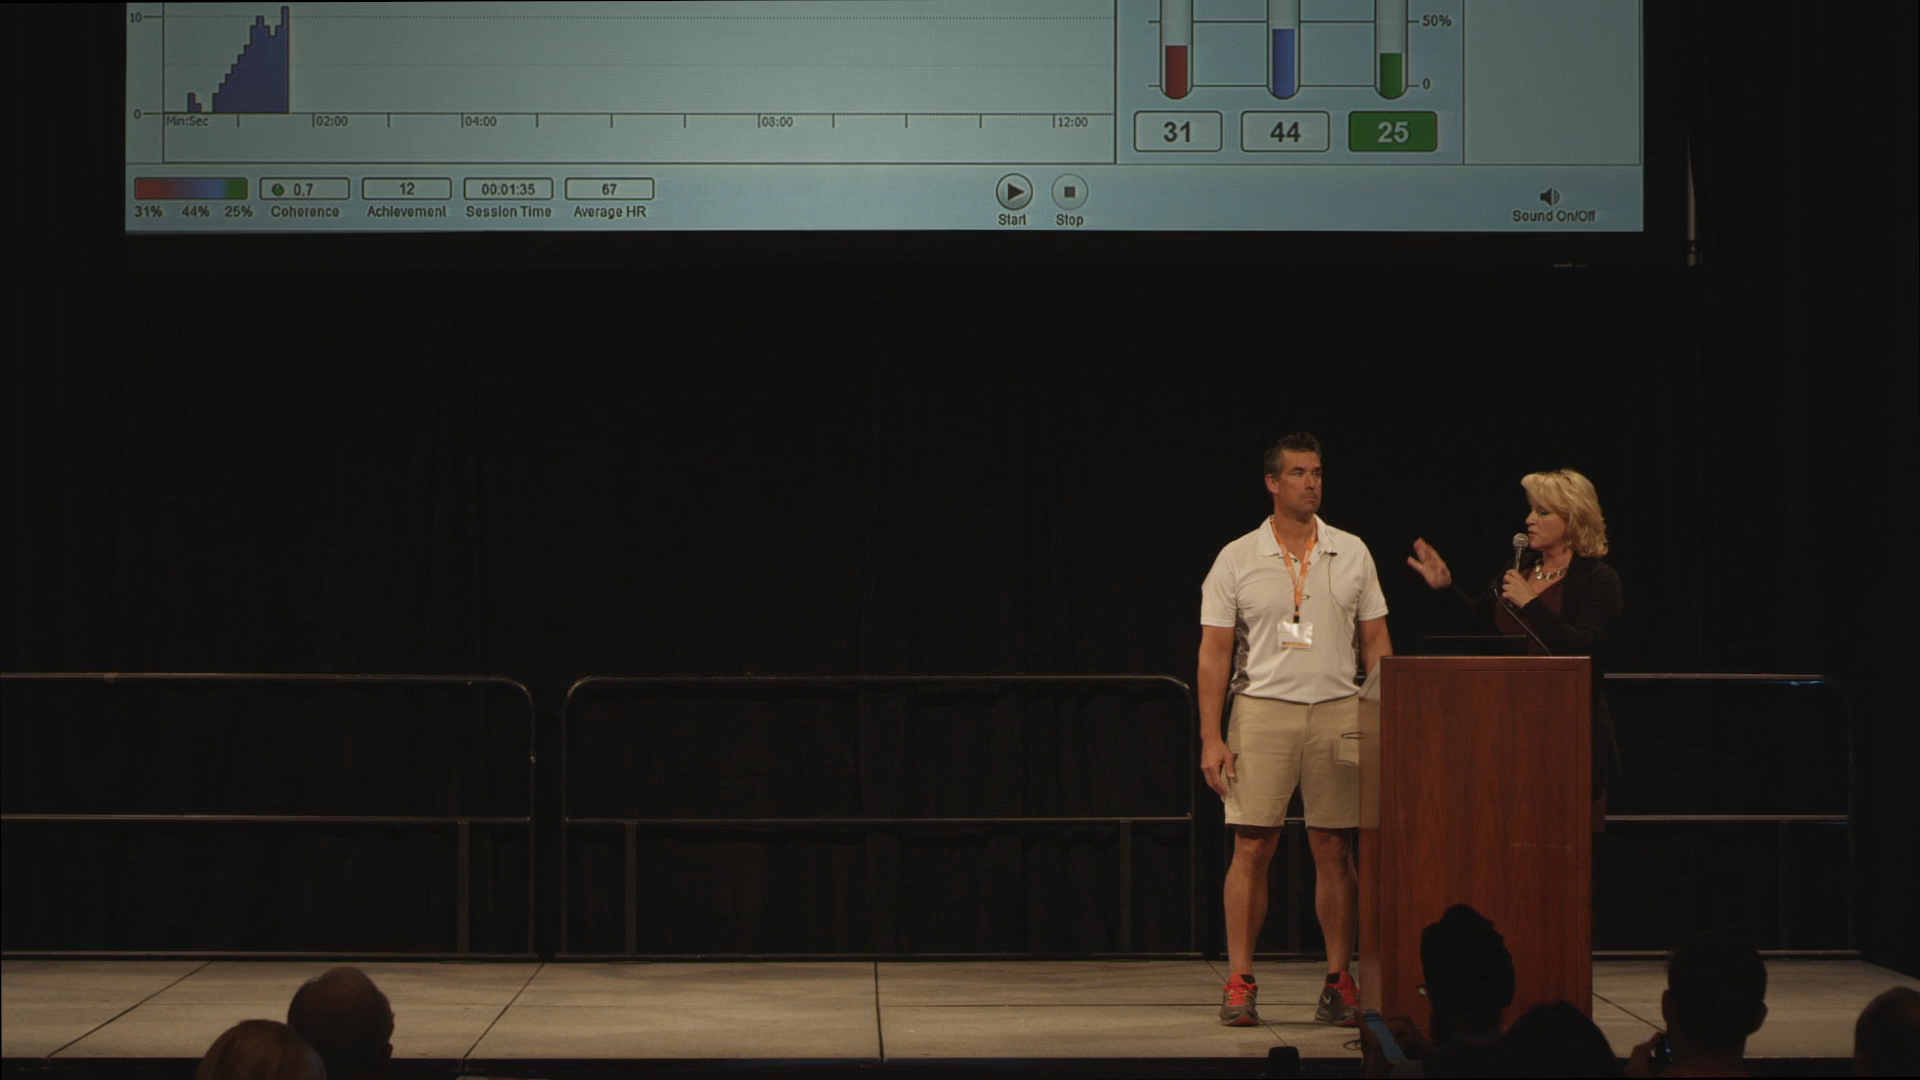 10
50%
0
0
Min:Sec 02:00 04:00 08:00 12:00
31 44 25
0.7 12 00:01:35 67
31% 44% 25% Coherence Achievement Session Time Average HR
Start Stop
Sound On/Off